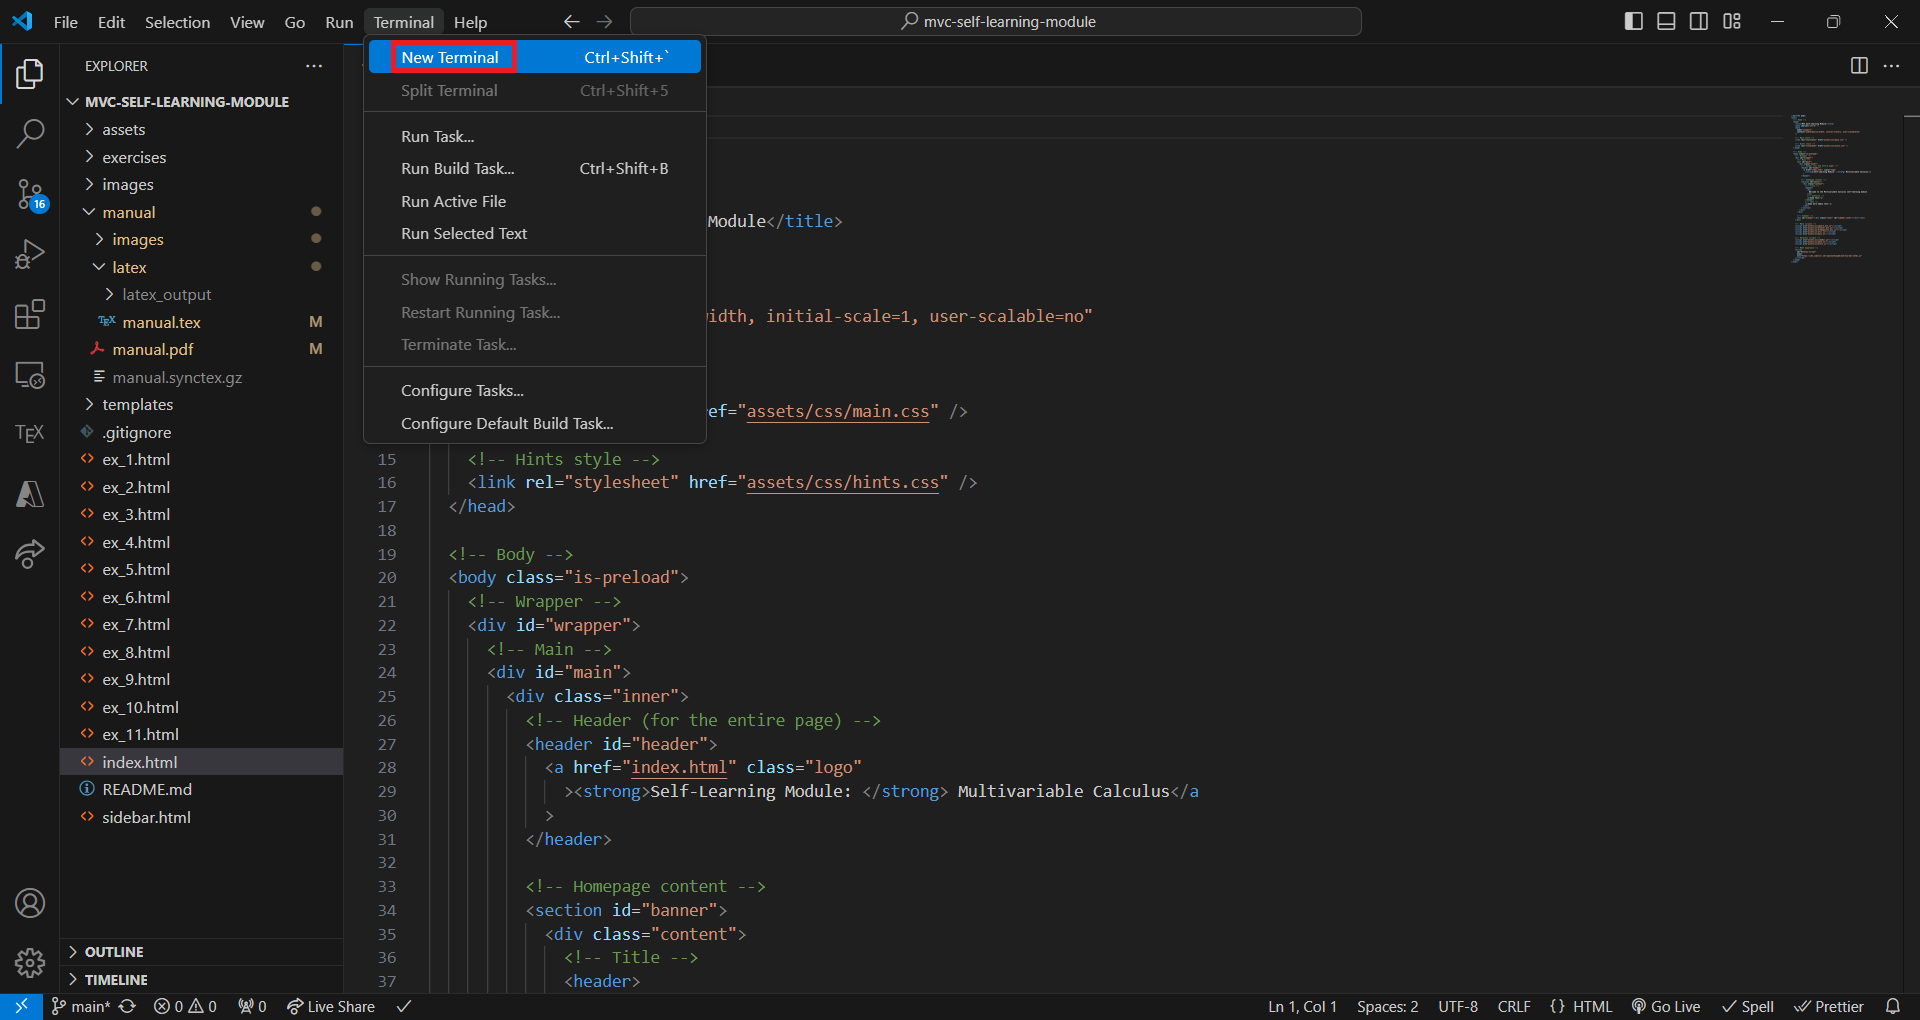 File Edit Selection View Go Run Terminal Help
mvc-self-learning-module
EXPLORER
MVC-SELF-LEARNING-MODULE
assets
exercises
images
manual
images
latex
latex_output
TEX manual.tex M
manual.pdf M
manual.synctex.gz
templates
.gitignore
ex_1.html
ex_2.html
ex_3.html
ex_4.html
ex_5.html
ex_6.html
ex_7.html
ex_8.html
ex_9.html
ex_10.html
ex_11.html
index.html
README.md
sidebar.html
OUTLINE
TIMELINE
16
TEX
New Terminal Ctrl+Shift+`
Split Terminal Ctrl+Shift+5
Run Task...
Run Build Task... Ctrl+Shift+B
Run Active File
Run Selected Text
Show Running Tasks...
Restart Running Task...
Terminate Task...
Configure Tasks...
Configure Default Build Task...
Module</title>
idth, initial-scale=1, user-scalable=no"
ef="assets/css/main.css" />
15 <!-- Hints style -->
16 <link rel="stylesheet" href="assets/css/hints.css" />
17 </head>
18
19 <!-- Body -->
20 <body class="is-preload">
21 <!-- Wrapper -->
22 <div id="wrapper">
23 <!-- Main -->
24 <div id="main">
25 <div class="inner">
26 <!-- Header (for the entire page) -->
27 <header id="header">
28 <a href="index.html" class="logo"
29 ><strong>Self-Learning Module: </strong> Multivariable Calculus</a
30 >
31 </header>
32
33 <!-- Homepage content -->
34 <section id="banner">
35 <div class="content">
36 <!-- Title -->
37 <header>
main* 0 0 0 Live Share
Ln 1, Col 1 Spaces: 2 UTF-8 CRLF {} HTML Go Live Spell Prettier